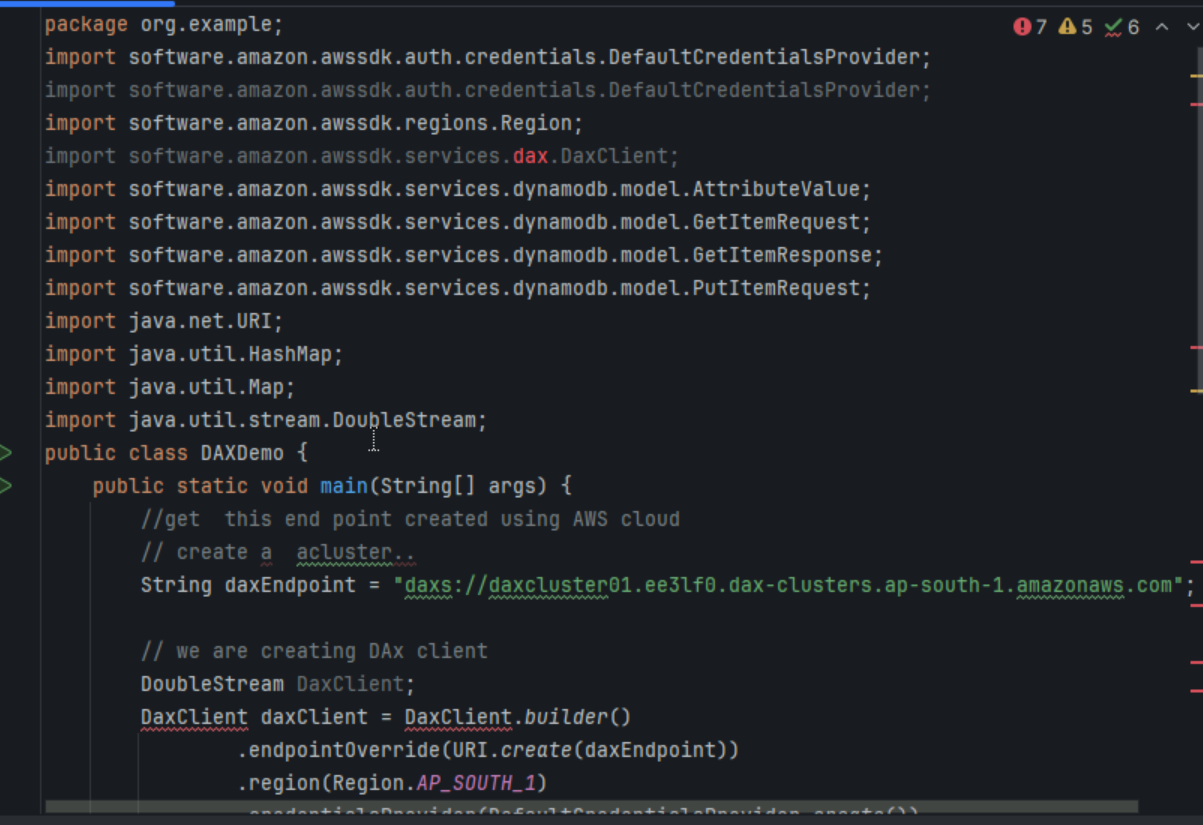 package org.example;
7 5 6
import software.amazon.awssdk.auth.credentials.DefaultCredentialsProvider;
import software.amazon.awssdk.auth.credentials.DefaultCredentialsProvider;
import software.amazon.awssdk.regions.Region;
import software.amazon.awssdk.services.dax.DaxClient;
import software.amazon.awssdk.services.dynamodb.model.AttributeValue;
import software.amazon.awssdk.services.dynamodb.model.GetItemRequest;
import software.amazon.awssdk.services.dynamodb.model.GetItemResponse;
import software.amazon.awssdk.services.dynamodb.model.PutItemRequest;
import java.net.URI;
import java.util.HashMap;
import java.util.Map;
import java.util.stream.DoubleStream;
public class DAXDemo {
public static void main(String[] args) {
//get  this end point created using AWS cloud
// create a  acluster..
String daxEndpoint = "daxs://daxcluster01.ee3lf0.dax-clusters.ap-south-1.amazonaws.com";
// we are creating DAx client
DoubleStream DaxClient;
DaxClient daxClient = DaxClient.builder()
.endpointOverride(URI.create(daxEndpoint))
.region(Region.AP_SOUTH_1)
.credentialsProvider(DefaultCredentialsProvider.create())